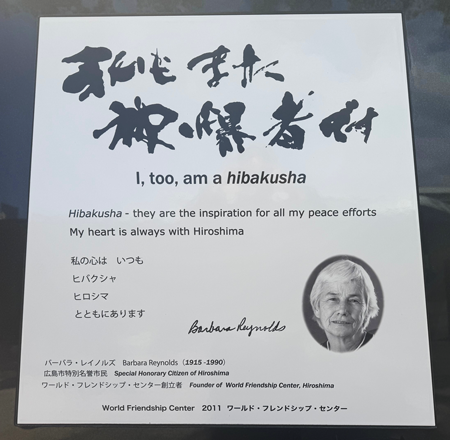 私もまた
被爆者です
I, too, am a hibakusha
Hibakusha - they are the inspiration for all my peace efforts
My heart is always with Hiroshima
私の心は　いつも
ヒバクシャ
ヒロシマ
とともにあります
Barbara Reynolds
バーバラ・レイノルズ　Barbara Reynolds（1915 -1990）
広島市特別名誉市民　Special Honorary Citizen of Hiroshima
ワールド・フレンドシップ・センター創立者　Founder of World Friendship Center, Hiroshima
World Friendship Center　2011　ワールド・フレンドシップ・センター